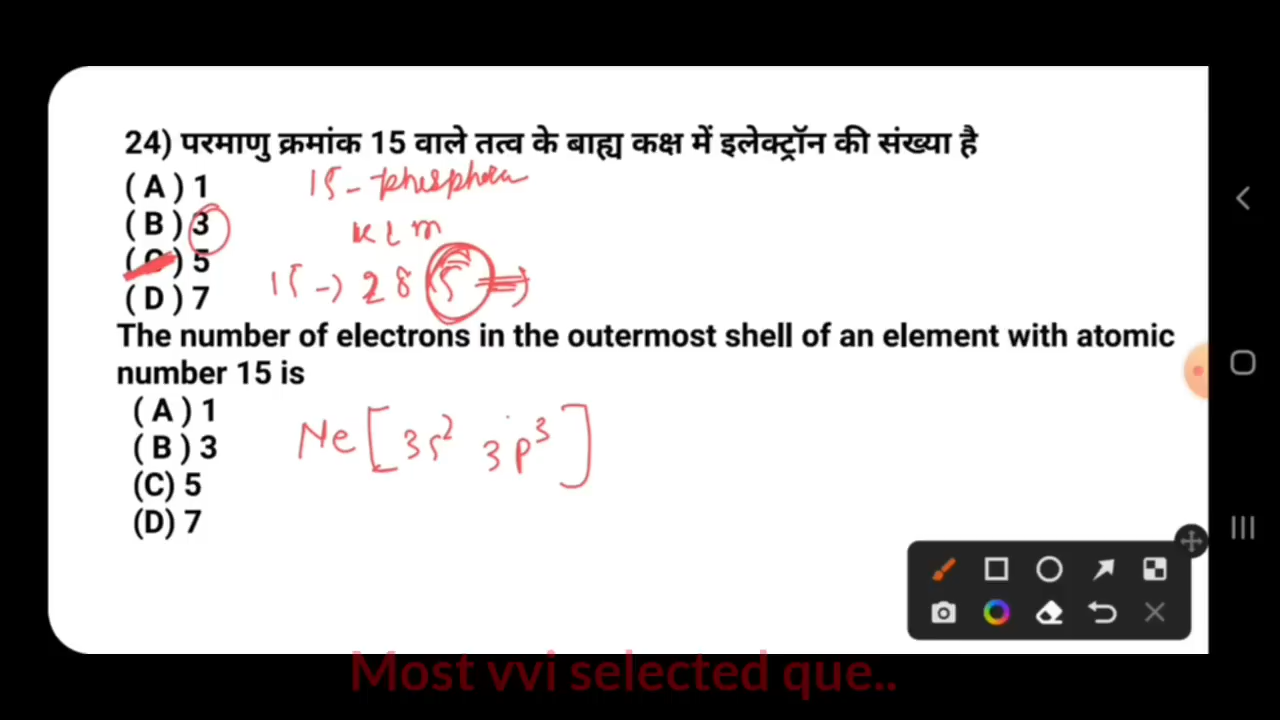 24) परमाणु क्रमांक 15 वाले तत्व के बाह्य कक्ष में इलेक्ट्रॉन की संख्या है
( A ) 1
15 -
( B ) 3
K L M
( C ) 5
15 -) 2 8 5
( D ) 7
The number of electrons in the outermost shell of an element with atomic
number 15 is
( A ) 1
( B ) 3
Ne [ 3s² 3p³ ]
(C) 5
(D) 7
Most vvi selected que..